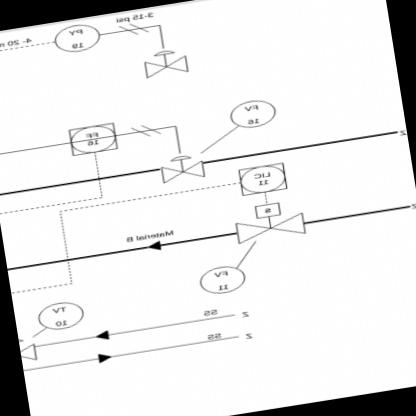 3-15 psi
4-20
PY
19
FV
16
FF
16
Z
LIC
11
S
Z
Material B
FV
11
TV
10
SS Z
SS Z